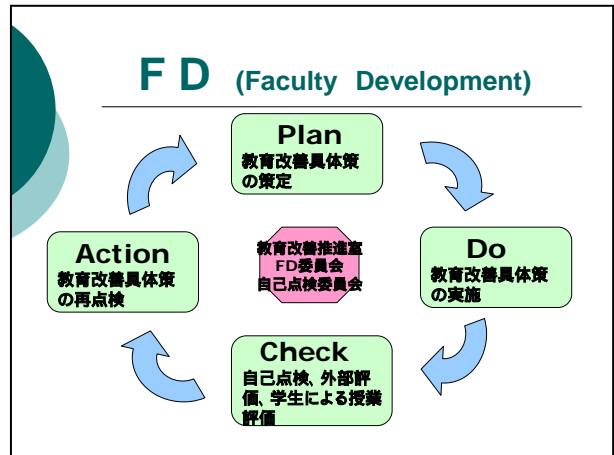 FD (Faculty Development)
Plan
教育改善具体策
の策定
Action
教育改善具体策
の再点検
教育改善推進室
FD委員会
自己点検委員会
Do
教育改善具体策
の実施
Check
自己点検、外部評
価、学生による授業
評価